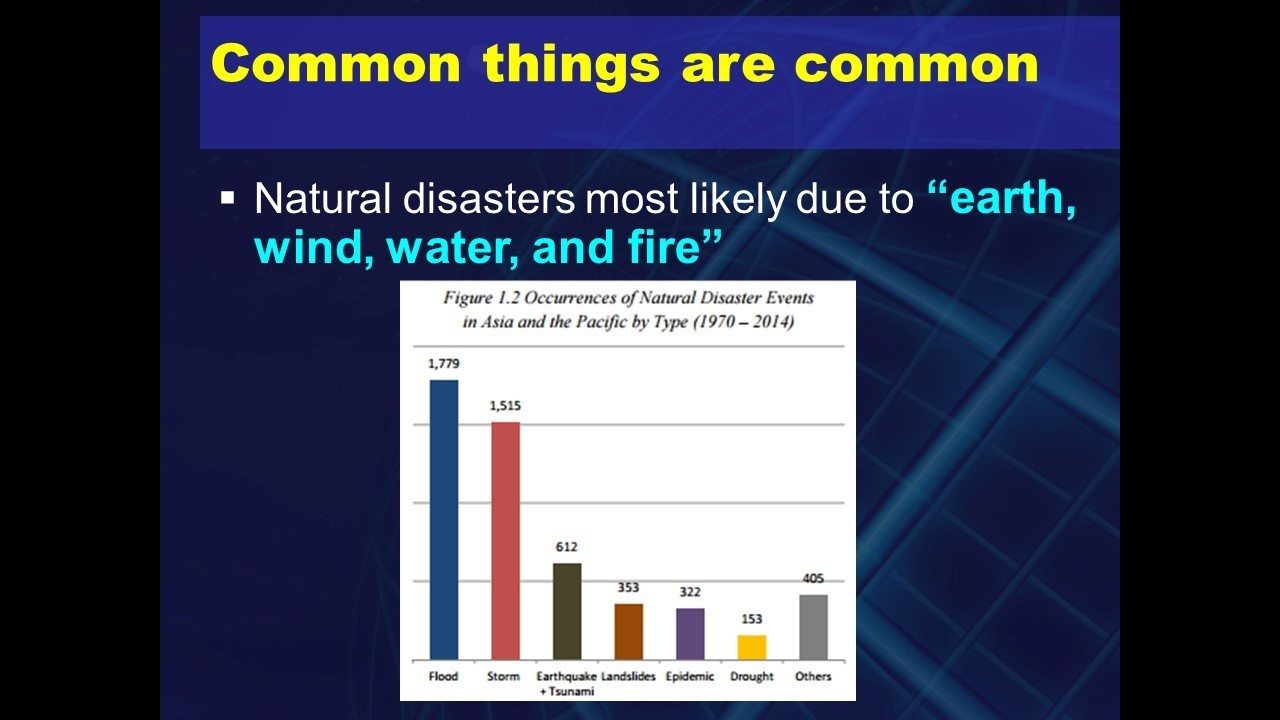 Common things are common
▪ Natural disasters most likely due to “earth,
wind, water, and fire”
Figure 1.2 Occurrences of Natural Disaster Events
in Asia and the Pacific by Type (1970 – 2014)
1,779
1,515
612
353
322
153
405
Flood Storm Earthquake Landslides Epidemic Drought Others
+ Tsunami